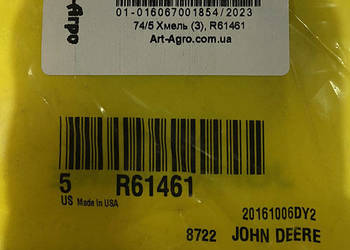 -Агро
01-016067001854/2023
74/5 Хмель (3), R61461
Art-Agro.com.ua
5 R61461
US Made In USA
20161006DY2
8722 JOHN DEERE